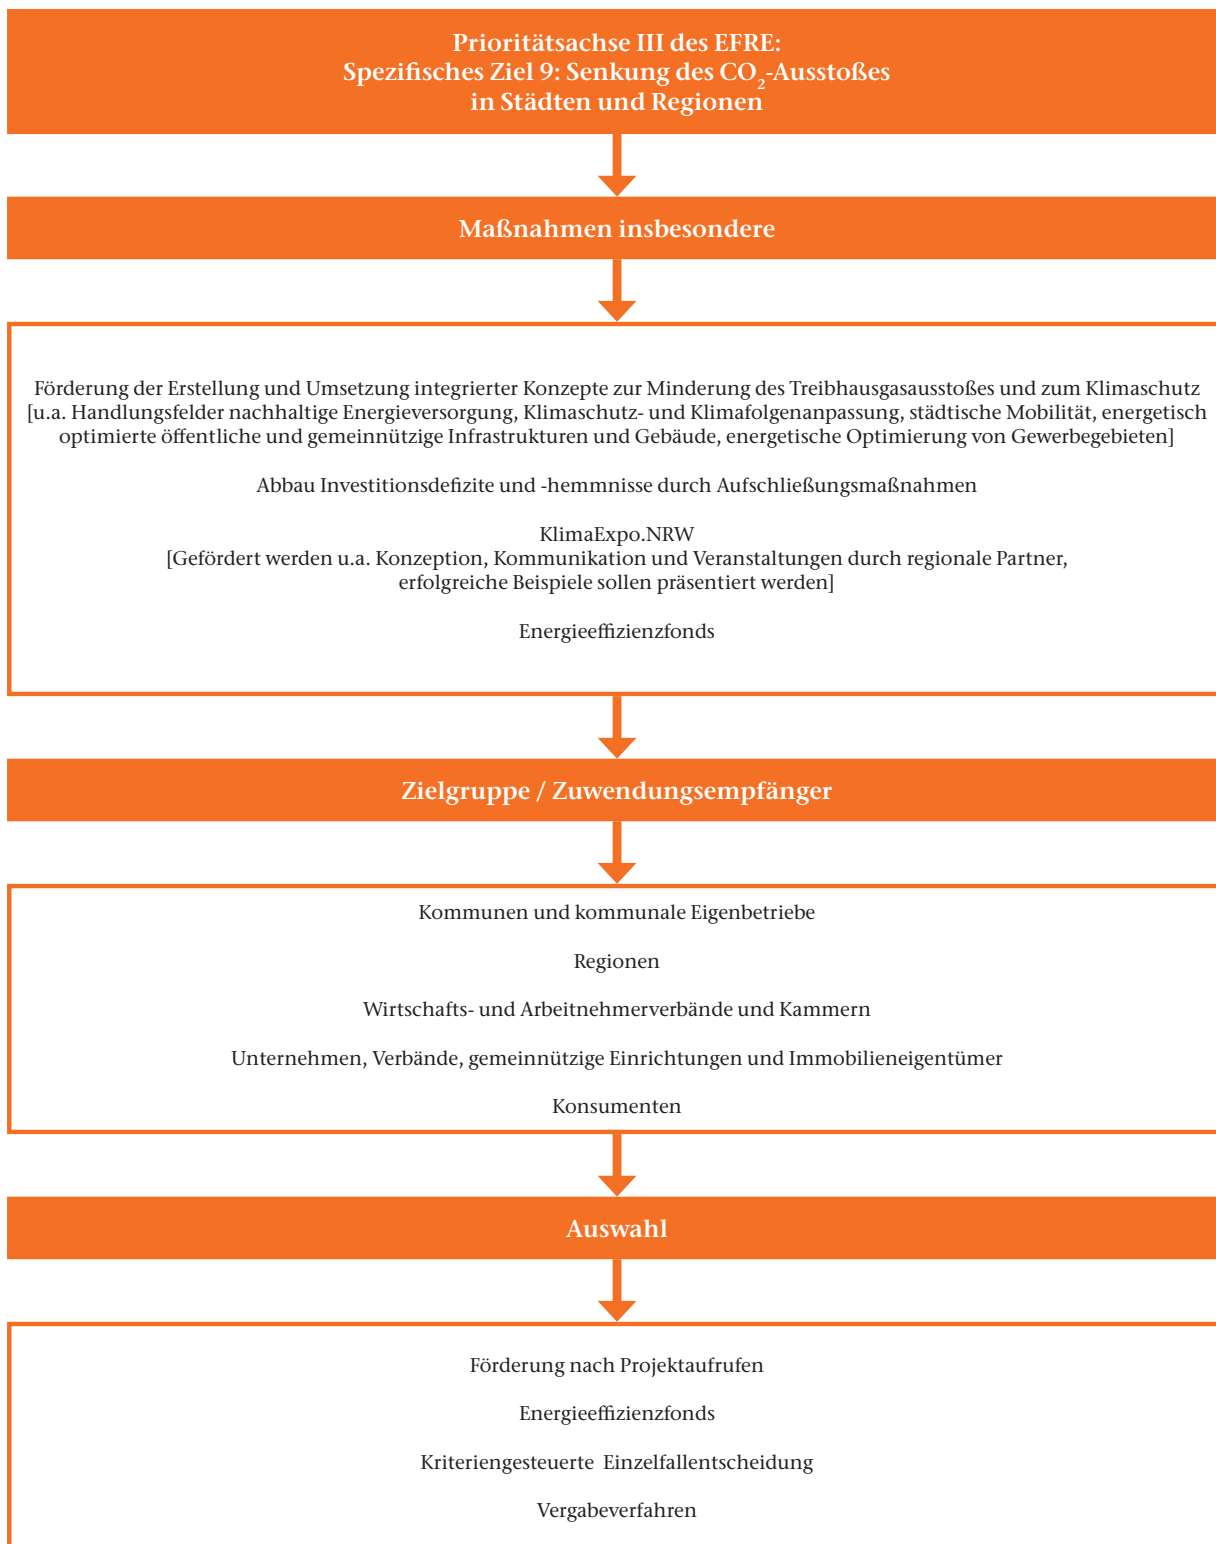 Prioritätsachse III des EFRE:
Spezifisches Ziel 9: Senkung des CO₂-Ausstoßes
in Städten und Regionen
Maßnahmen insbesondere
Förderung der Erstellung und Umsetzung integrierter Konzepte zur Minderung des Treibhausgasausstoßes und zum Klimaschutz
[u.a. Handlungsfelder nachhaltige Energieversorgung, Klimaschutz- und Klimafolgenanpassung, städtische Mobilität, energetisch
optimierte öffentliche und gemeinnützige Infrastrukturen und Gebäude, energetische Optimierung von Gewerbegebieten]
Abbau Investitionsdefizite und -hemmnisse durch Aufschließungsmaßnahmen
KlimaExpo.NRW
[Gefördert werden u.a. Konzeption, Kommunikation und Veranstaltungen durch regionale Partner,
erfolgreiche Beispiele sollen präsentiert werden]
Energieeffizienzfonds
Zielgruppe / Zuwendungsempfänger
Kommunen und kommunale Eigenbetriebe
Regionen
Wirtschafts- und Arbeitnehmerverbände und Kammern
Unternehmen, Verbände, gemeinnützige Einrichtungen und Immobilieneigentümer
Konsumenten
Auswahl
Förderung nach Projektaufrufen
Energieeffizienzfonds
Kriteriengesteuerte Einzelfallentscheidung
Vergabeverfahren